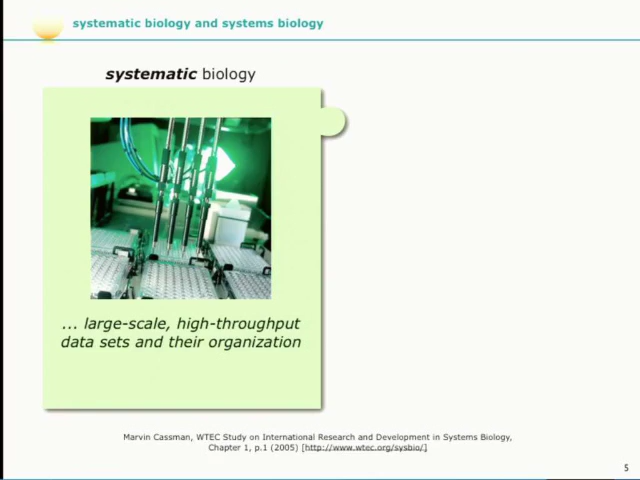 systematic biology and systems biology
systematic biology
... large-scale, high-throughput
data sets and their organization
Marvin Cassman, WTEC Study on International Research and Development in Systems Biology,
Chapter 1, p.1 (2005) [http://www.wtec.org/sysbio/]
5